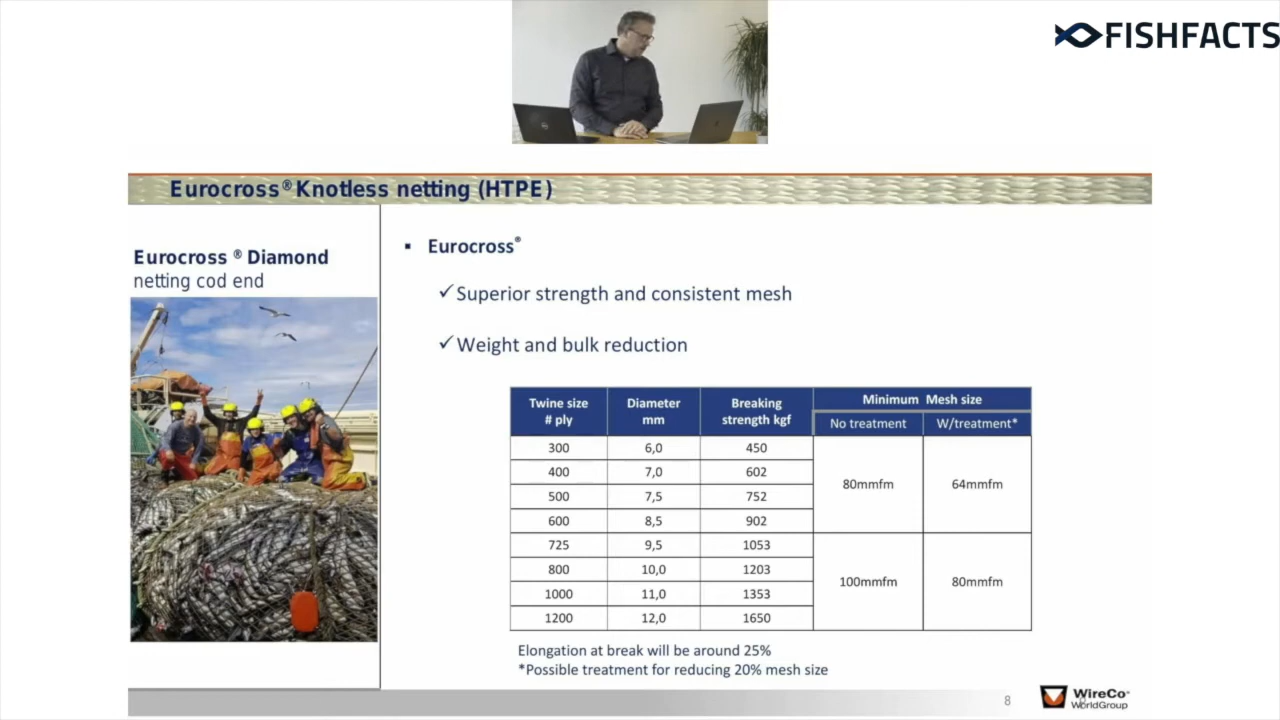 FISHFACTS
Eurocross® Knotless netting (HTPE)
Eurocross ® Diamond
netting cod end
▪ Eurocross®
✓Superior strength and consistent mesh
✓Weight and bulk reduction
Twine size # ply
Diameter mm
Breaking strength kgf
Minimum Mesh size
No treatment
W/treatment*
300 6,0 450
400 7,0 602
500 7,5 752
600 8,5 902
80mmfm 64mmfm
725 9,5 1053
800 10,0 1203
1000 11,0 1353
1200 12,0 1650
100mmfm 80mmfm
Elongation at break will be around 25%
*Possible treatment for reducing 20% mesh size
8
WireCo®
WorldGroup